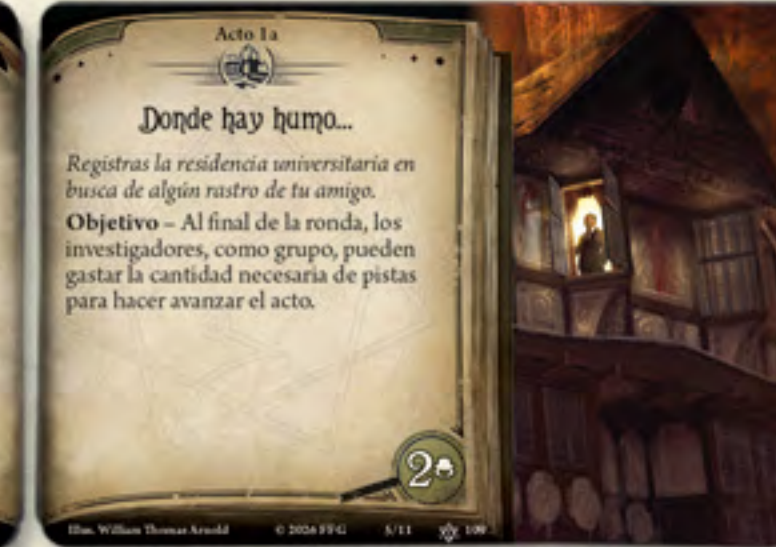 Acto 1a
Donde hay humo...
Registras la residencia universitaria en
busca de algún rastro de tu amigo.
Objetivo – Al final de la ronda, los
investigadores, como grupo, pueden
gastar la cantidad necesaria de pistas
para hacer avanzar el acto.
2
Illus. William Thomas Arnold © 2026 FFG 5/11 109